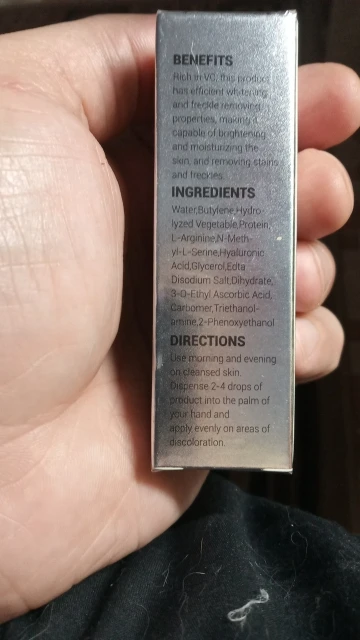 BENEFITS
Rich in VC, this product
has efficient whitening
and freckle removing
properties, making it
capable of brightening
and moisturizing the
skin, and removing stains
and freckles.
INGREDIENTS
Water,Butylene,Hydro-
lyzed Vegetable,Protein,
L-Arginine,N-Meth-
yl-L-Serine,Hyaluronic
Acid,Glycerol,Edta
Disodium Salt,Dihydrate,
3-O-Ethyl Ascorbic Acid,
Carbomer,Triethanol-
amine,2-Phenoxyethanol
DIRECTIONS
Use morning and evening
on cleansed skin.
Dispense 2-4 drops of
product into the palm of
your hand and
apply evenly on areas of
discoloration.